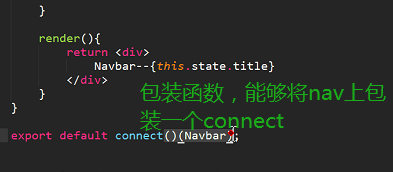 }
render(){
return <div>
Navbar--{this.state.title}
</div>
}
}
包装函数，能够将nav上包
装一个connect
export default connect()(Navbar);